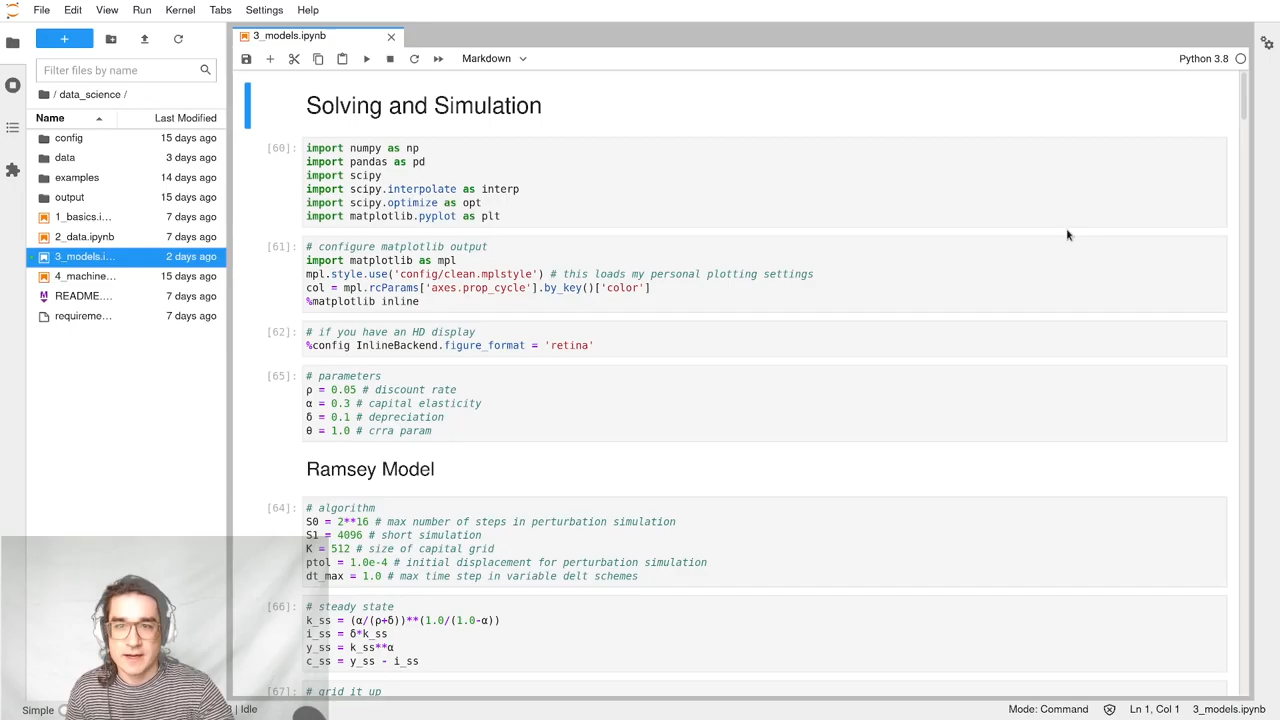 File Edit View Run Kernel Tabs Settings Help
3_models.ipynb
+
Filter files by name
Markdown
Python 3.8
/ data_science /
Name Last Modified
config 15 days ago
data 3 days ago
examples 14 days ago
output 15 days ago
1_basics.i... 7 days ago
2_data.ipynb 7 days ago
3_models.i... 2 days ago
4_machine... 15 days ago
README.... 7 days ago
requireme... 7 days ago
Solving and Simulation
[60]: import numpy as np
import pandas as pd
import scipy
import scipy.interpolate as interp
import scipy.optimize as opt
import matplotlib.pyplot as plt
[61]: # configure matplotlib output
import matplotlib as mpl
mpl.style.use('config/clean.mplstyle') # this loads my personal plotting settings
col = mpl.rcParams['axes.prop_cycle'].by_key()['color']
%matplotlib inline
[62]: # if you have an HD display
%config InlineBackend.figure_format = 'retina'
[65]: # parameters
ρ = 0.05 # discount rate
α = 0.3 # capital elasticity
δ = 0.1 # depreciation
θ = 1.0 # crra param
Ramsey Model
[64]: # algorithm
S0 = 2**16 # max number of steps in perturbation simulation
S1 = 4096 # short simulation
K = 512 # size of capital grid
ptol = 1.0e-4 # initial displacement for perturbation simulation
dt_max = 1.0 # max time step in variable delt schemes
[66]: # steady state
k_ss = (α/(ρ+δ))**(1.0/(1.0-α))
i_ss = δ*k_ss
y_ss = k_ss**α
c_ss = y_ss - i_ss
[67]: # grid it up
Simple | Idle Mode: Command Ln 1, Col 1 3_models.ipynb